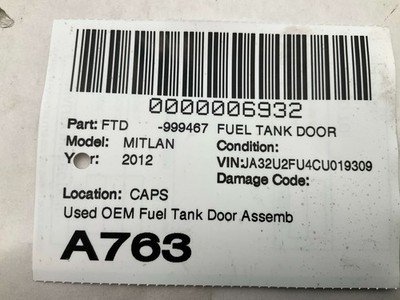 0000006932
Part: FTD -999467 FUEL TANK DOOR
Model: MITLAN Condition:
Year: 2012 VIN:JA32U2FU4CU019309
Damage Code:
Location: CAPS
Used OEM Fuel Tank Door Assemb
A763